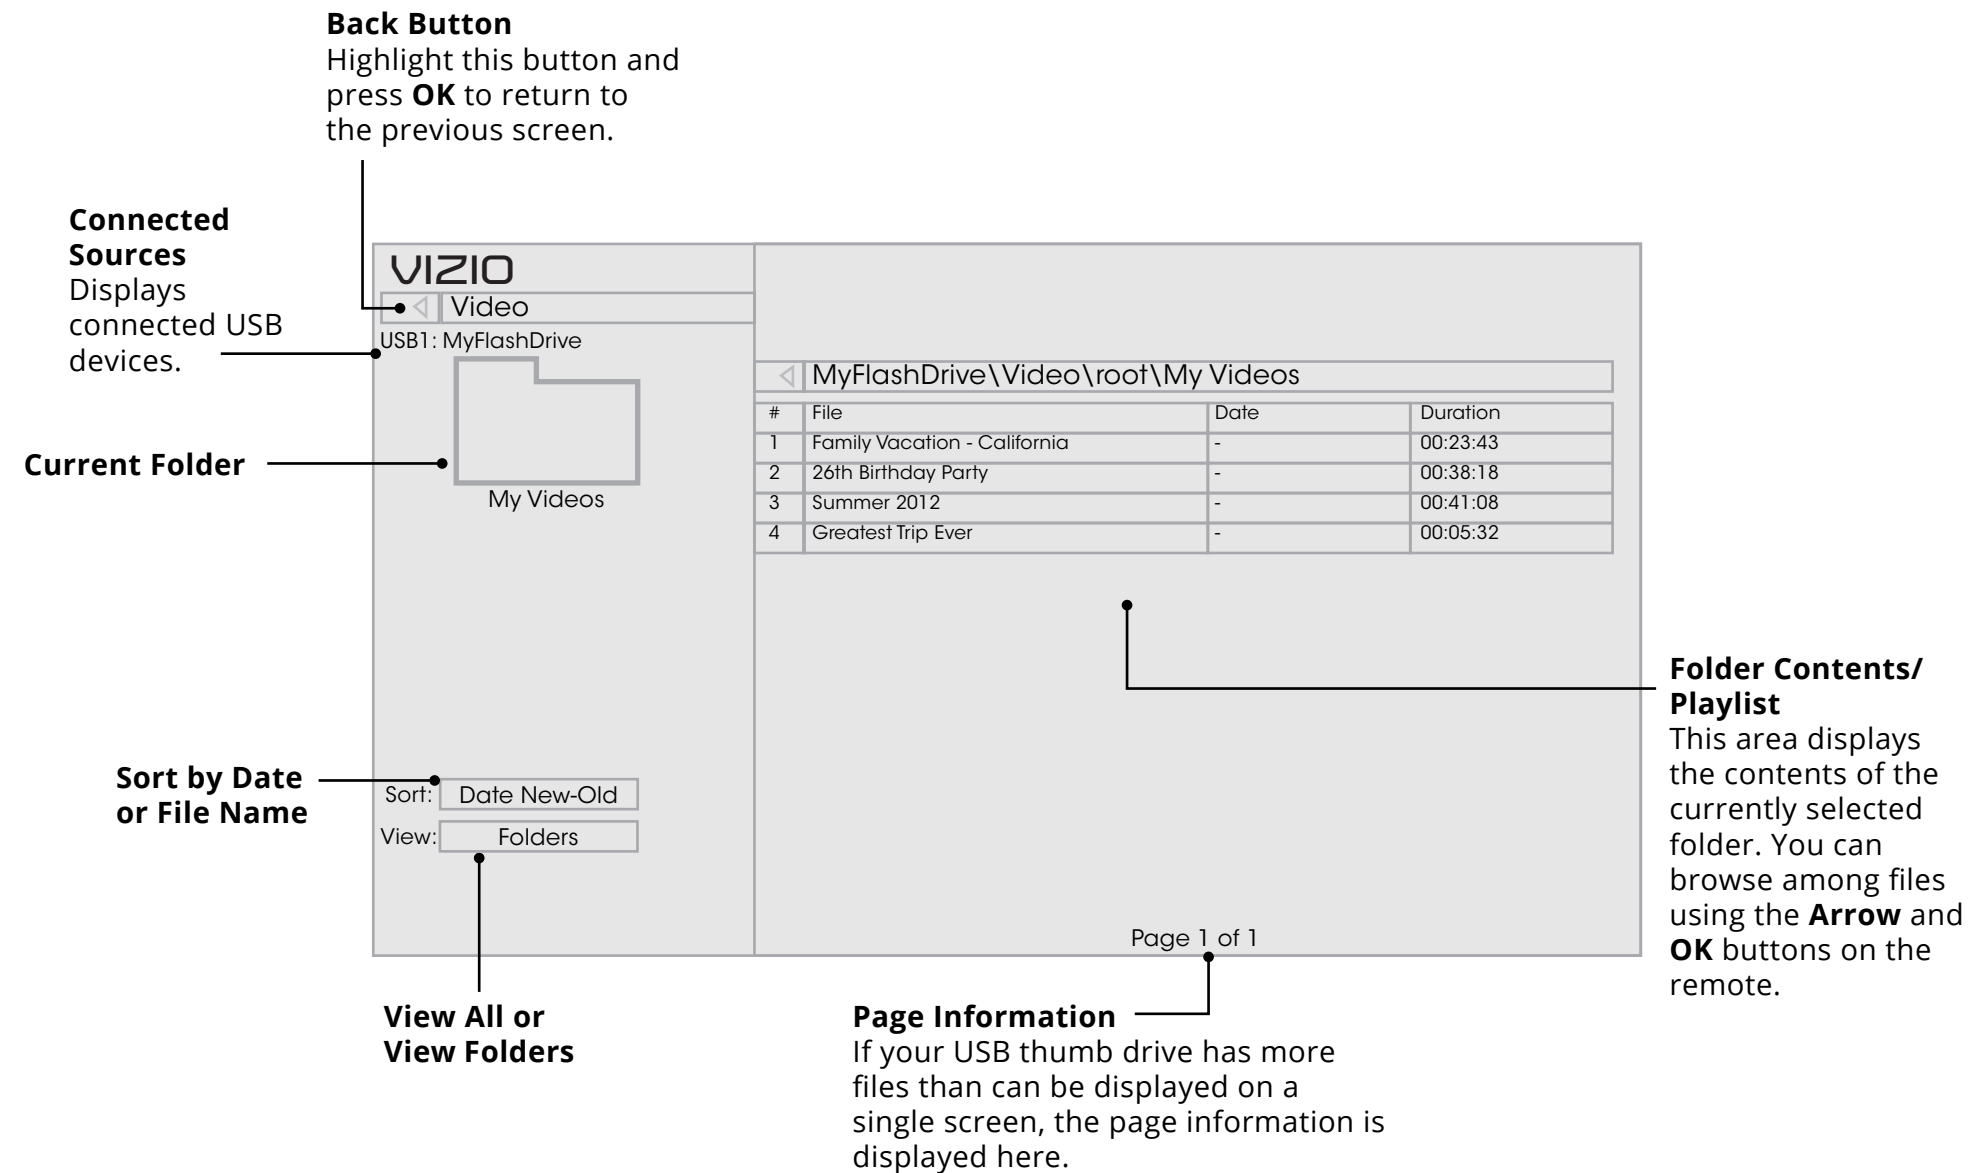 Back Button
Highlight this button and
press OK to return to
the previous screen.
Connected
Sources
Displays
connected USB
devices.
Current Folder
Sort by Date
or File Name
VIZIO
Video
USB1: MyFlashDrive
My Videos
Sort: Date New-Old
View: Folders
MyFlashDrive\Video\root\My Videos
# File Date Duration
1 Family Vacation - California - 00:23:43
2 26th Birthday Party - 00:38:18
3 Summer 2012 - 00:41:08
4 Greatest Trip Ever - 00:05:32
Page 1 of 1
Folder Contents/
Playlist
This area displays
the contents of the
currently selected
folder. You can
browse among files
using the Arrow and
OK buttons on the
remote.
View All or
View Folders
Page Information
If your USB thumb drive has more
files than can be displayed on a
single screen, the page information is
displayed here.